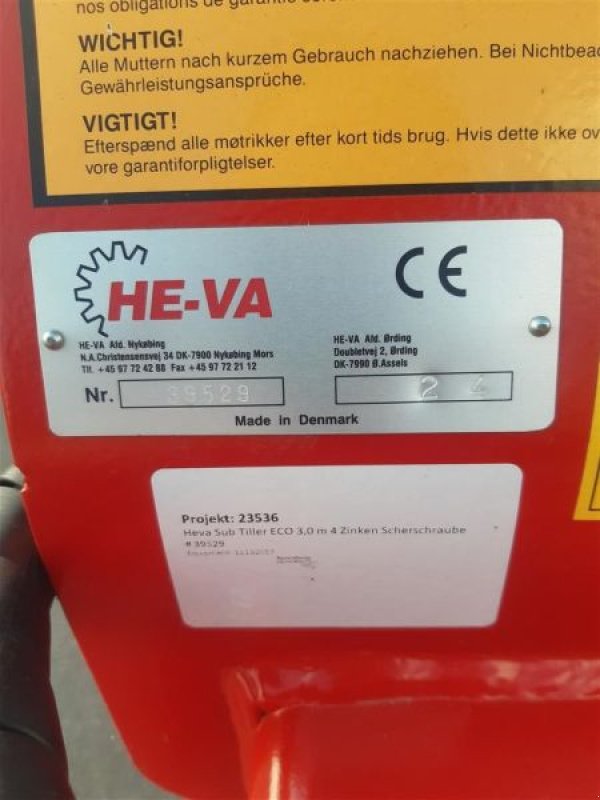 nos obligations de garantie
WICHTIG!
Alle Muttern nach kurzem Gebrauch nachziehen. Bei Nichtbeac
Gewährleistungsansprüche.
VIGTIGT!
Efterspænd alle møtrikker efter kort tids brug. Hvis dette ikke ov
vore garantiforpligtelser.
HE-VA
CE
HE-VA Afd. Nykøbing
N.A.Christensensvej 34 DK-7900 Nykøbing Mors
Tlf. +45 97 72 42 88 Fax +45 97 72 21 12
HE-VA Afd. Ørding
Doubletvej 2, Ørding
DK-7990 Ø.Assels
Nr. 39529
2 4
Made in Denmark
Projekt: 23536
Heva Sub Tiller ECO 3,0 m 4 Zinken Scherschraube
# 39529